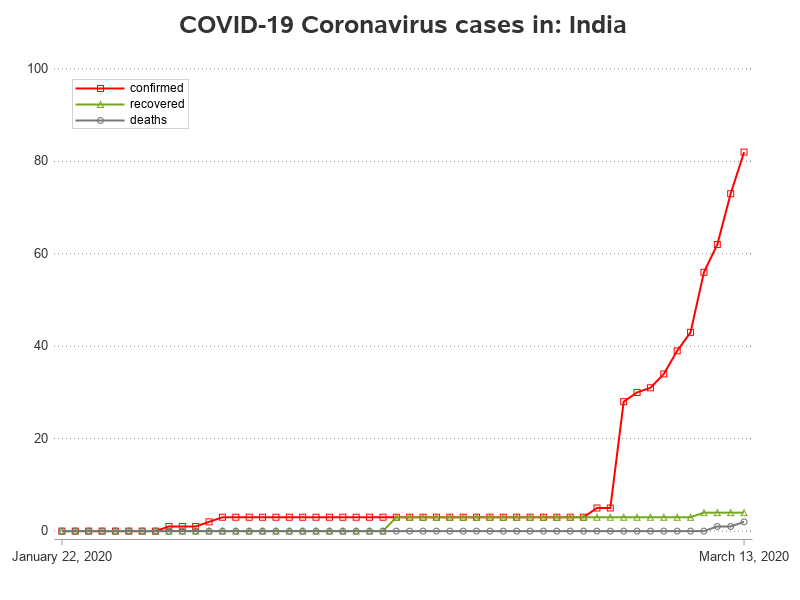 COVID-19 Coronavirus cases in: India
100
confirmed
recovered
deaths
80
60
40
20
0
January 22, 2020
March 13, 2020